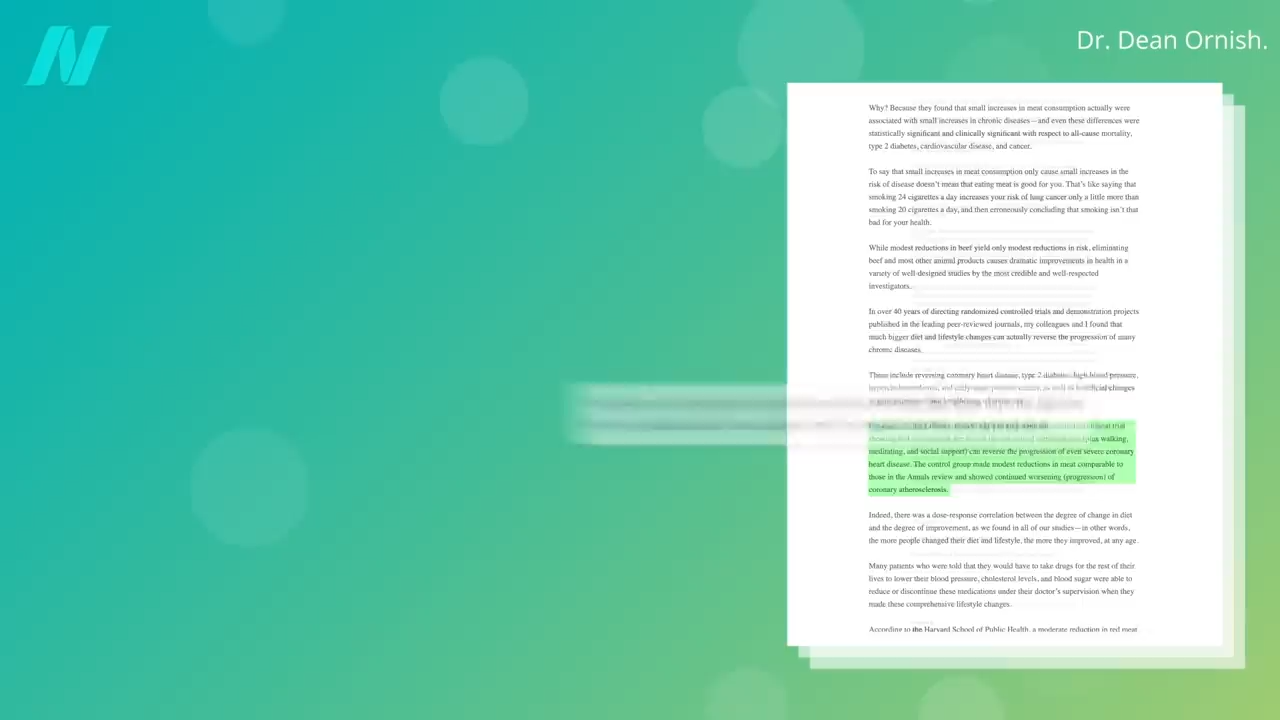 Dr. Dean Ornish.
Why? Because they found that small increases in meat consumption actually were
associated with small increases in chronic diseases—and even these differences were
statistically significant and clinically significant with respect to all-cause mortality,
type 2 diabetes, cardiovascular disease, and cancer.
To say that small increases in meat consumption only cause small increases in the
risk of disease doesn't mean that eating meat is good for you. That's like saying that
smoking 24 cigarettes a day increases your risk of lung cancer only a little more than
smoking 20 cigarettes a day, and then erroneously concluding that smoking isn't that
bad for your health.
While modest reductions in beef yield only modest reductions in risk, eliminating
beef and most other animal products causes dramatic improvements in health in a
variety of well-designed studies by the most credible and well-respected
investigators.
In over 40 years of directing randomized controlled trials and demonstration projects
published in the leading peer-reviewed journals, my colleagues and I found that
much bigger diet and lifestyle changes can actually reverse the progression of many
chronic diseases.
These include reversing coronary heart disease, type 2 diabetes, high blood pressure,
as well as beneficial changes
trial
walking,
meditating, and social support) can reverse the progression of even severe coronary
heart disease. The control group made modest reductions in meat comparable to
those in the Annals review and showed continued worsening (progression) of
coronary atherosclerosis.
Indeed, there was a dose-response correlation between the degree of change in diet
and the degree of improvement, as we found in all of our studies—in other words,
the more people changed their diet and lifestyle, the more they improved, at any age.
Many patients who were told that they would have to take drugs for the rest of their
lives to lower their blood pressure, cholesterol levels, and blood sugar were able to
reduce or discontinue these medications under their doctor's supervision when they
made these comprehensive lifestyle changes.
According to the Harvard School of Public Health, a moderate reduction in red meat